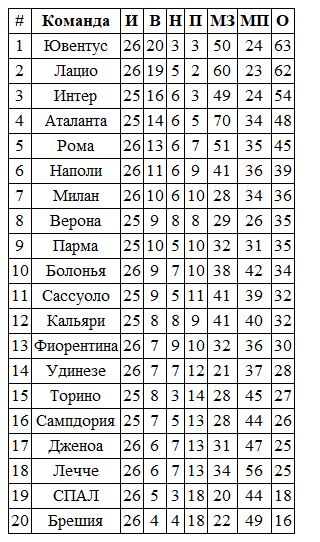 # Команда И В Н П МЗ МП О
1 Ювентус 26 20 3 3 50 24 63
2 Лацио 26 19 5 2 60 23 62
3 Интер 25 16 6 3 49 24 54
4 Аталанта 25 14 6 5 70 34 48
5 Рома 26 13 6 7 51 35 45
6 Наполи 26 11 6 9 41 36 39
7 Милан 26 10 6 10 28 34 36
8 Верона 25 9 8 8 29 26 35
9 Парма 25 10 5 10 32 31 35
10 Болонья 26 9 7 10 38 42 34
11 Сассуоло 25 9 5 11 41 39 32
12 Кальяри 25 8 8 9 41 40 32
13 Фиорентина 26 7 9 10 32 36 30
14 Удинезе 26 7 7 12 21 37 28
15 Торино 25 8 3 14 28 45 27
16 Сампдория 25 7 5 13 28 44 26
17 Дженоа 26 6 7 13 31 47 25
18 Лечче 26 6 7 13 34 56 25
19 СПАЛ 26 5 3 18 20 44 18
20 Брешия 26 4 4 18 22 49 16